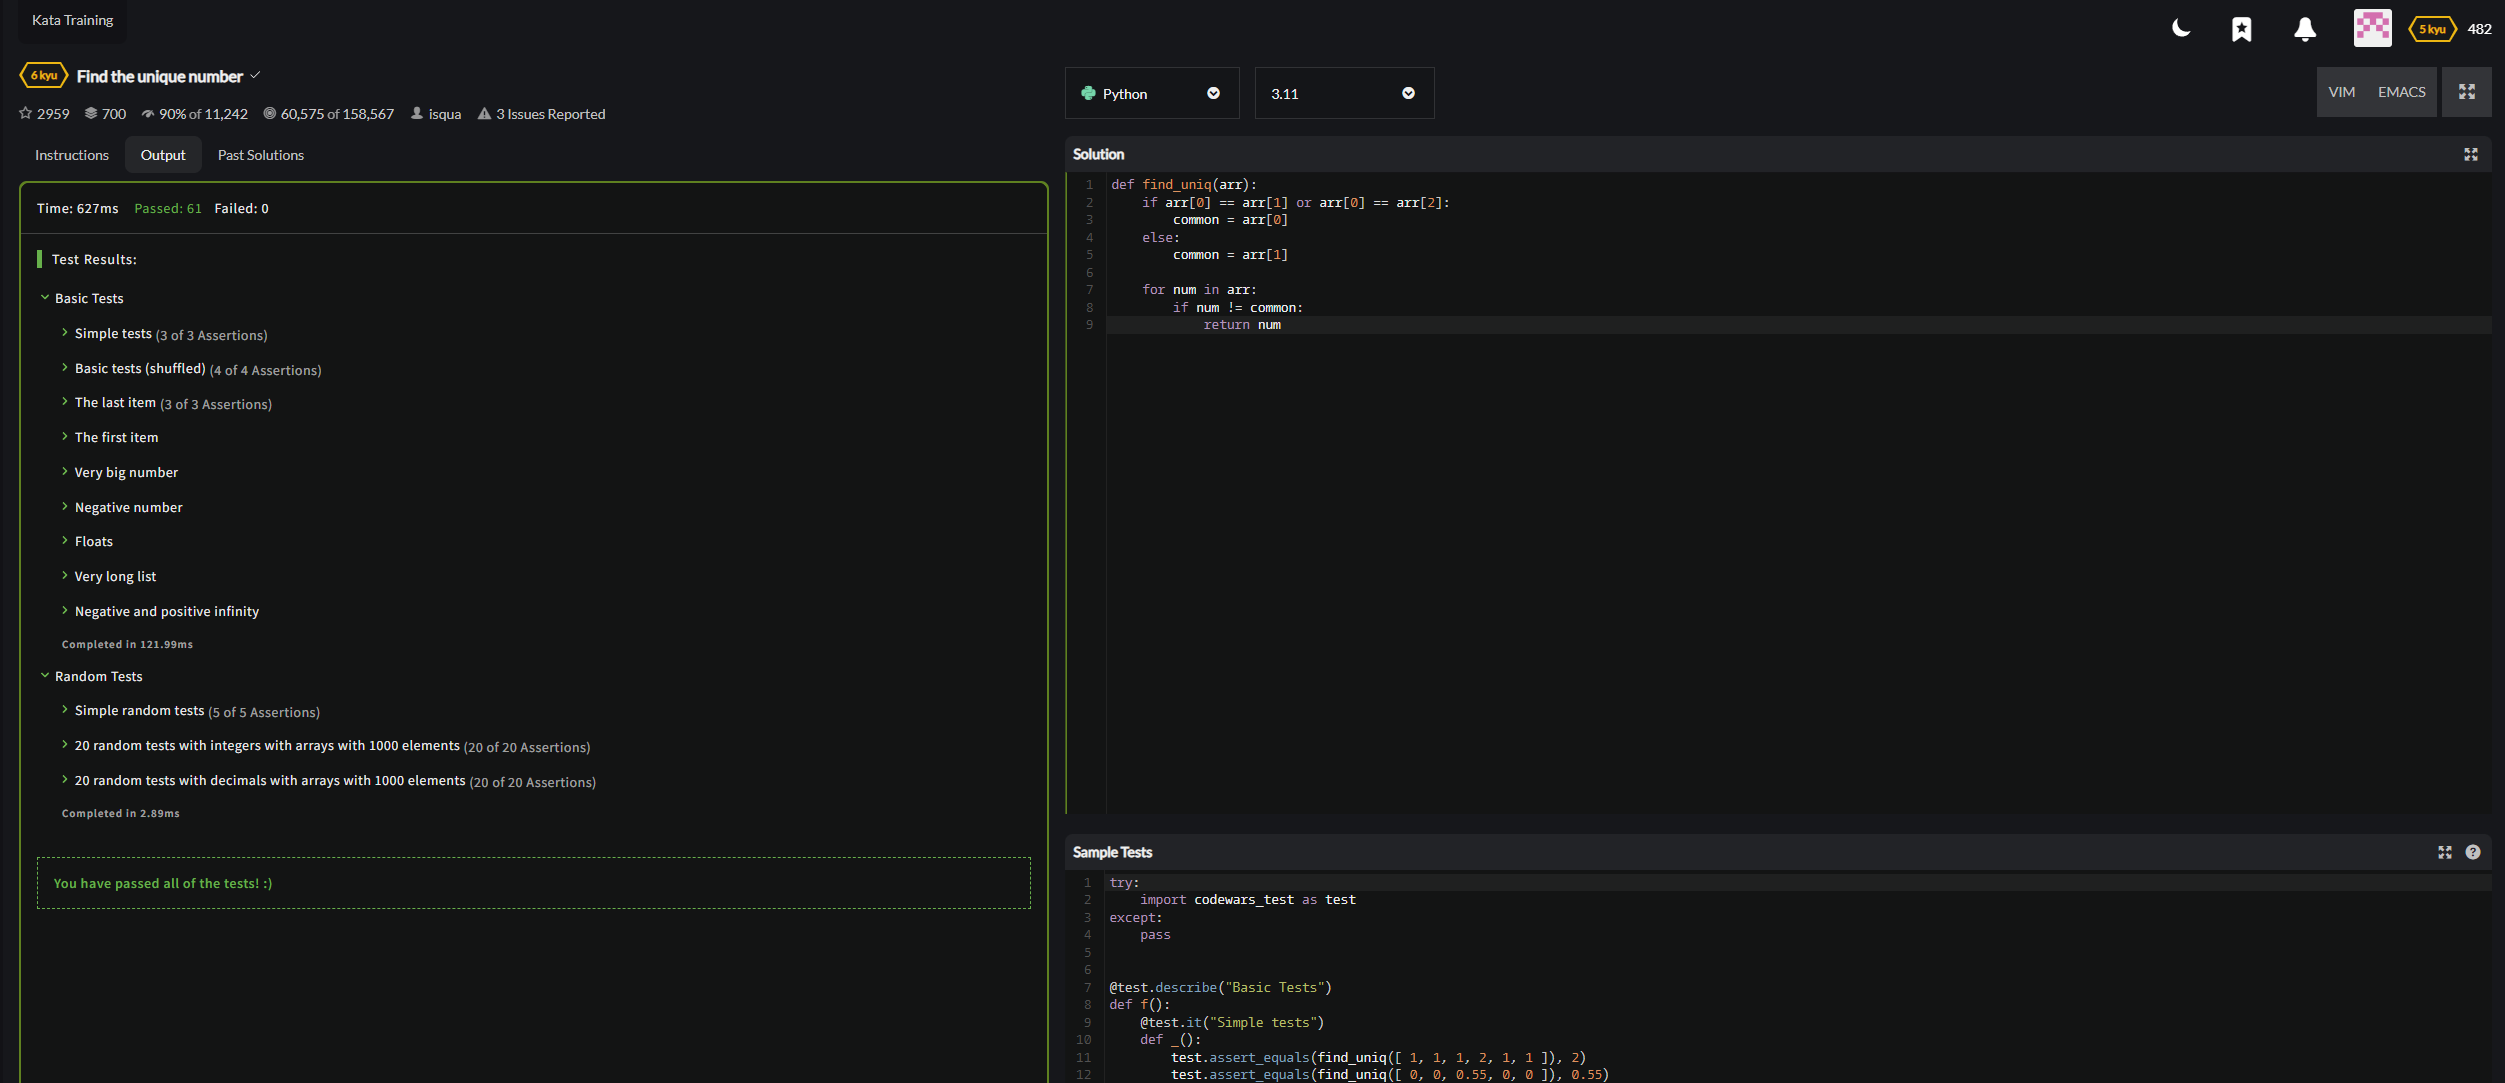 Kata Training
5 kyu 482
6 kyu Find the unique number
2959 700 90% of 11,242 60,575 of 158,567 isqua 3 Issues Reported
Python 3.11 VIM EMACS
Instructions Output Past Solutions
Time: 627ms Passed: 61 Failed: 0
Test Results:
Basic Tests
Simple tests (3 of 3 Assertions)
Basic tests (shuffled) (4 of 4 Assertions)
The last item (3 of 3 Assertions)
The first item
Very big number
Negative number
Floats
Very long list
Negative and positive infinity
Completed in 121.99ms
Random Tests
Simple random tests (5 of 5 Assertions)
20 random tests with integers with arrays with 1000 elements (20 of 20 Assertions)
20 random tests with decimals with arrays with 1000 elements (20 of 20 Assertions)
Completed in 2.89ms
You have passed all of the tests! :)
Solution
1 def find_uniq(arr):
2     if arr[0] == arr[1] or arr[0] == arr[2]:
3         common = arr[0]
4     else:
5         common = arr[1]
6
7     for num in arr:
8         if num != common:
9             return num
Sample Tests
1 try:
2     import codewars_test as test
3 except:
4     pass
5
6
7 @test.describe("Basic Tests")
8 def f():
9     @test.it("Simple tests")
10     def _():
11         test.assert_equals(find_uniq([ 1, 1, 1, 2, 1, 1 ]), 2)
12         test.assert_equals(find_uniq([ 0, 0, 0.55, 0, 0 ]), 0.55)